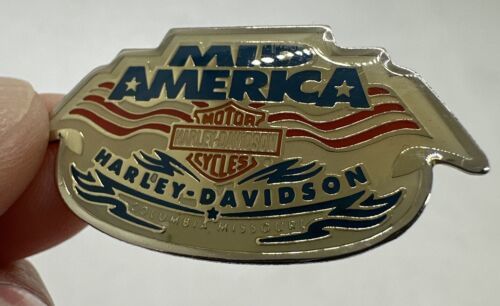 MID
AMERICA
MOTOR
HARLEY-DAVIDSON
CYCLES
HARLEY-DAVIDSON
COLUMBIA, MISSOURI